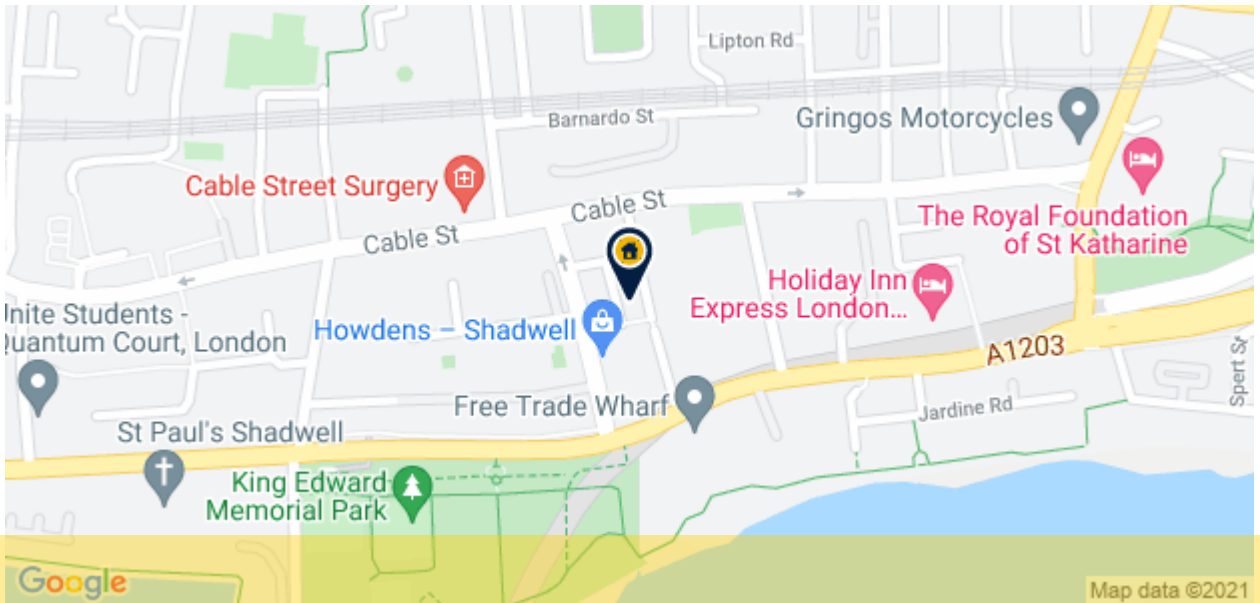 Lipton Rd
Barnardo St
Gringos Motorcycles
Cable Street Surgery
Cable St
The Royal Foundation
of St Katharine
Cable St
Holiday Inn
Express London...
Unite Students -
Quantum Court, London
Howdens – Shadwell
A1203
Spert St
Free Trade Wharf
Jardine Rd
St Paul's Shadwell
King Edward
Memorial Park
Google
Map data ©2021